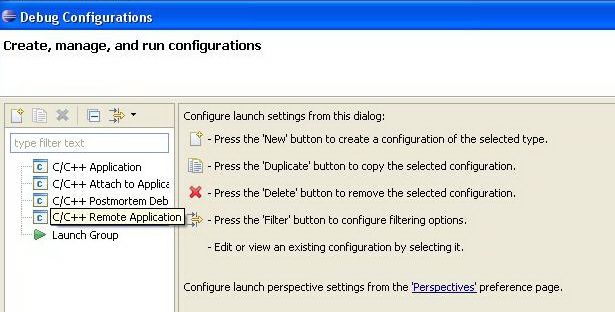 Debug Configurations
Create, manage, and run configurations
type filter text
C/C++ Application
C/C++ Attach to Applica
C/C++ Postmortem Deb
C/C++ Remote Application
Launch Group
Configure launch settings from this dialog:
- Press the 'New' button to create a configuration of the selected type.
- Press the 'Duplicate' button to copy the selected configuration.
- Press the 'Delete' button to remove the selected configuration.
- Press the 'Filter' button to configure filtering options.
- Edit or view an existing configuration by selecting it.
Configure launch perspective settings from the 'Perspectives' preference page.